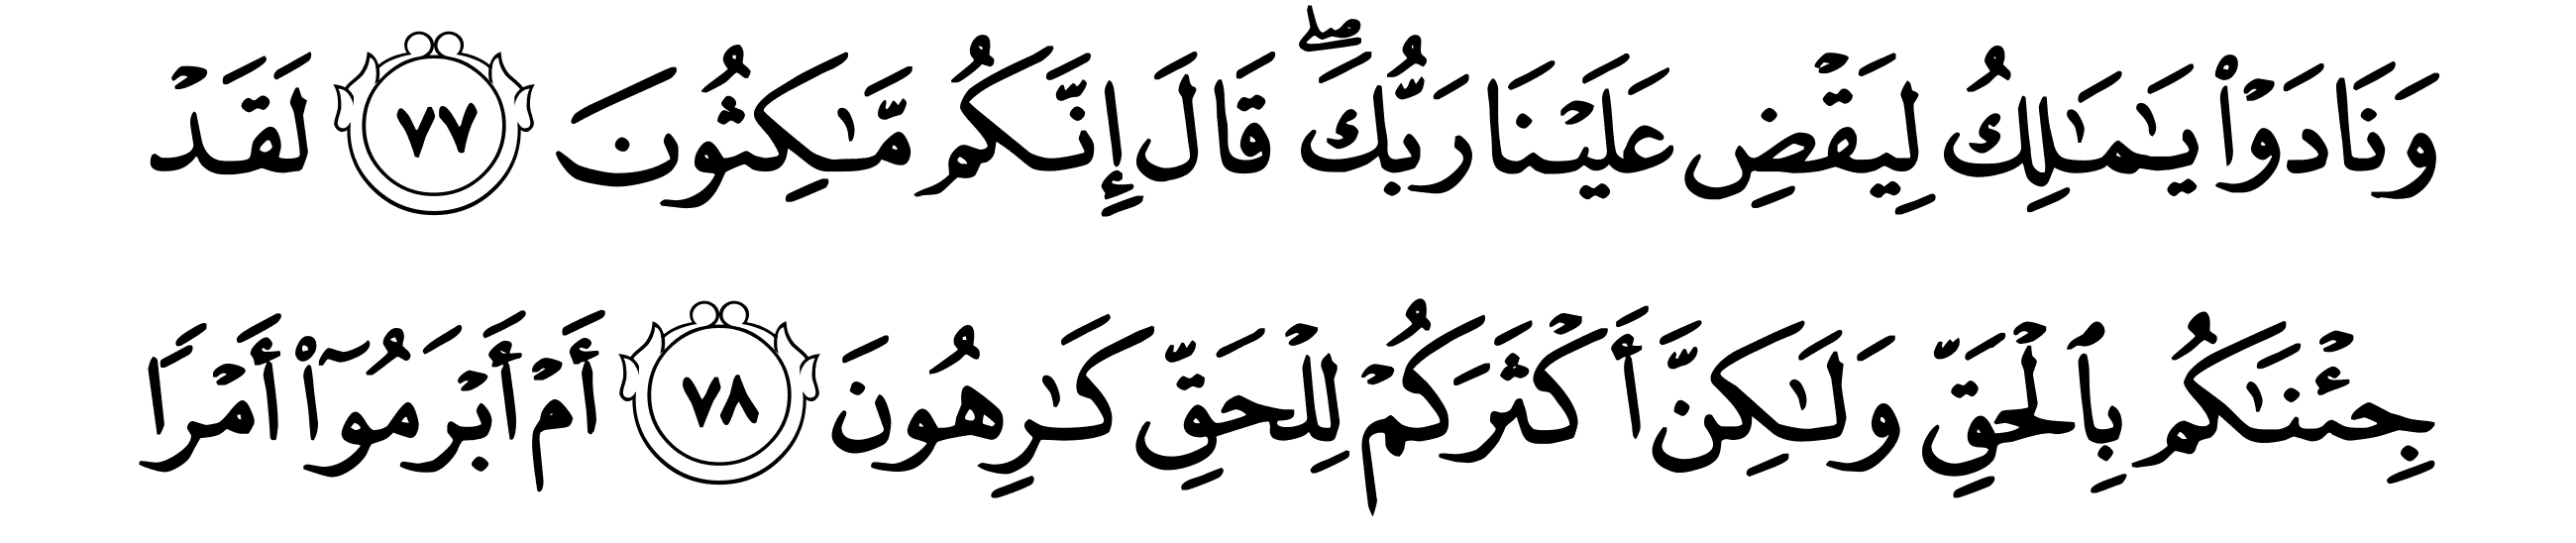 وَنَادَوۡاْ يَـٰمَـٰلِكُ لِيَقۡضِ عَلَيۡنَا رَبُّكَۖ قَالَ إِنَّكُم مَّـٰكِثُونَ ٧٧ لَقَدۡ
جِئۡنَـٰكُم بِٱلۡحَقِّ وَلَـٰكِنَّ أَكۡثَرَكُمۡ لِلۡحَقِّ كَـٰرِهُونَ ٧٨ أَمۡ أَبۡرَمُوٓاْ أَمۡرٗا